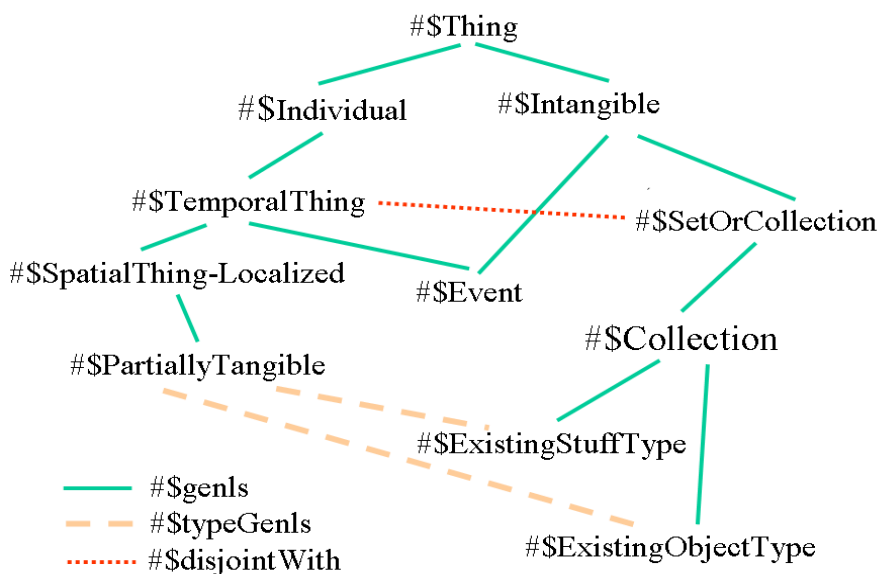 #$Thing
#$Individual
#$Intangible
#$TemporalThing
#$SetOrCollection
#$SpatialThing-Localized
#$Event
#$Collection
#$PartiallyTangible
#$ExistingStuffType
#$genls
#$typeGenls
#$ExistingObjectType
#$disjointWith